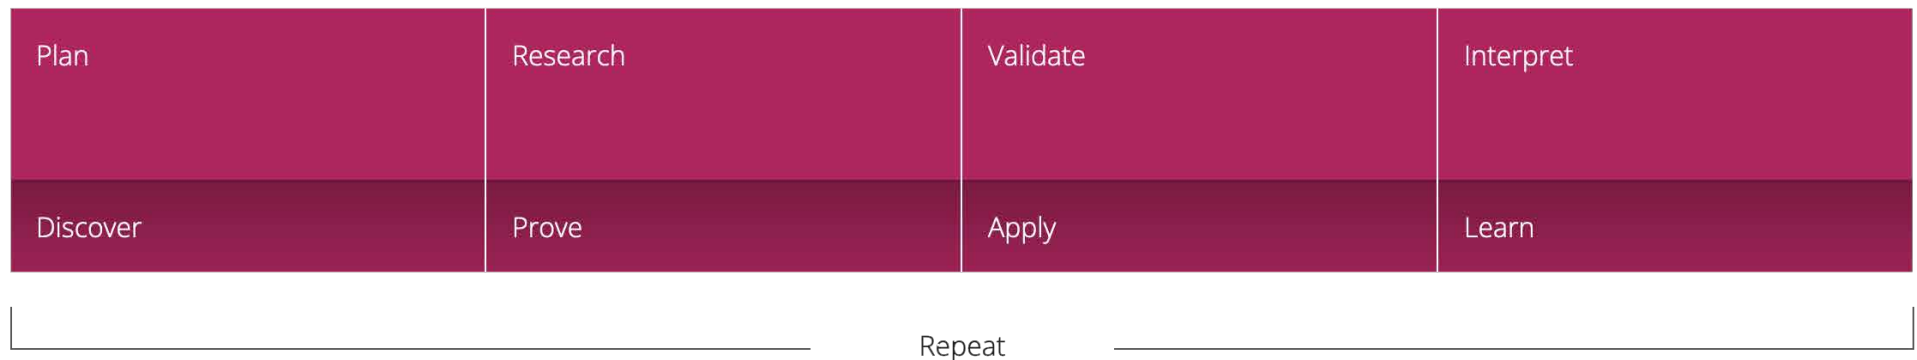 Plan
Research
Validate
Interpret
Discover
Prove
Apply
Learn
Repeat